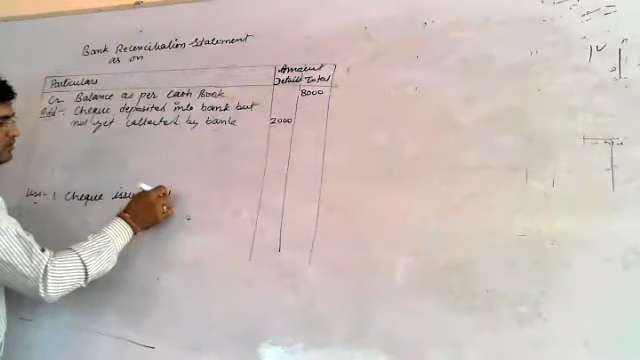 Bank Reconciliation Statement
as on
Particulars
Amount
Details Total
Cr Balance as per Cash Book 8000
Add:- Cheque deposited into bank but
not yet collected by bank 2000
Less:- 1 Cheque issu